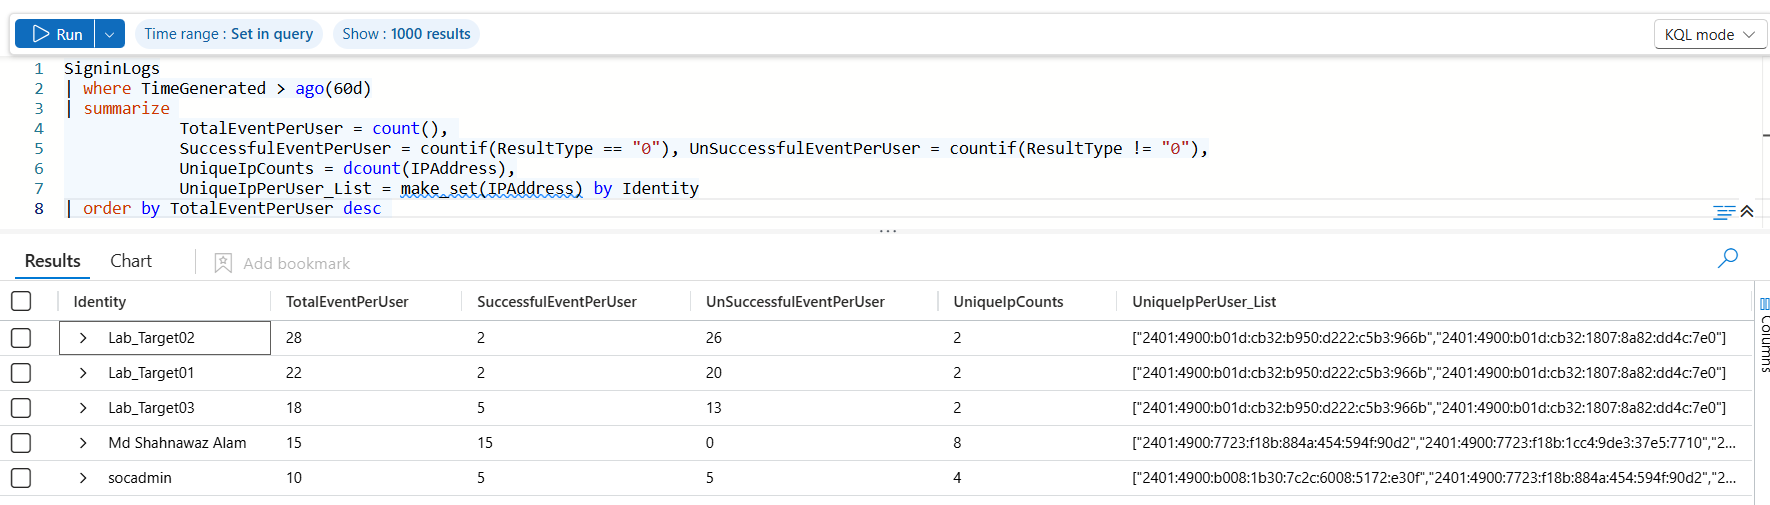 Run
Time range : Set in query
Show : 1000 results
KQL mode
1 SigninLogs
2 | where TimeGenerated > ago(60d)
3 | summarize
4 TotalEventPerUser = count(),
5 SuccessfulEventPerUser = countif(ResultType == "0"), UnSuccessfulEventPerUser = countif(ResultType != "0"),
6 UniqueIpCounts = dcount(IPAddress),
7 UniqueIpPerUser_List = make_set(IPAddress) by Identity
8 | order by TotalEventPerUser desc
...
Results Chart Add bookmark
Identity TotalEventPerUser SuccessfulEventPerUser UnSuccessfulEventPerUser UniqueIpCounts UniqueIpPerUser_List
Lab_Target02 28 2 26 2 ["2401:4900:b01d:cb32:b950:d222:c5b3:966b","2401:4900:b01d:cb32:1807:8a82:dd4c:7e0"]
Lab_Target01 22 2 20 2 ["2401:4900:b01d:cb32:b950:d222:c5b3:966b","2401:4900:b01d:cb32:1807:8a82:dd4c:7e0"]
Lab_Target03 18 5 13 2 ["2401:4900:b01d:cb32:b950:d222:c5b3:966b","2401:4900:b01d:cb32:1807:8a82:dd4c:7e0"]
Md Shahnawaz Alam 15 15 0 8 ["2401:4900:7723:f18b:884a:454:594f:90d2","2401:4900:7723:f18b:1cc4:9de3:37e5:7710","2...
socadmin 10 5 5 4 ["2401:4900:b008:1b30:7c2c:6008:5172:e30f","2401:4900:7723:f18b:884a:454:594f:90d2","2...
Columns